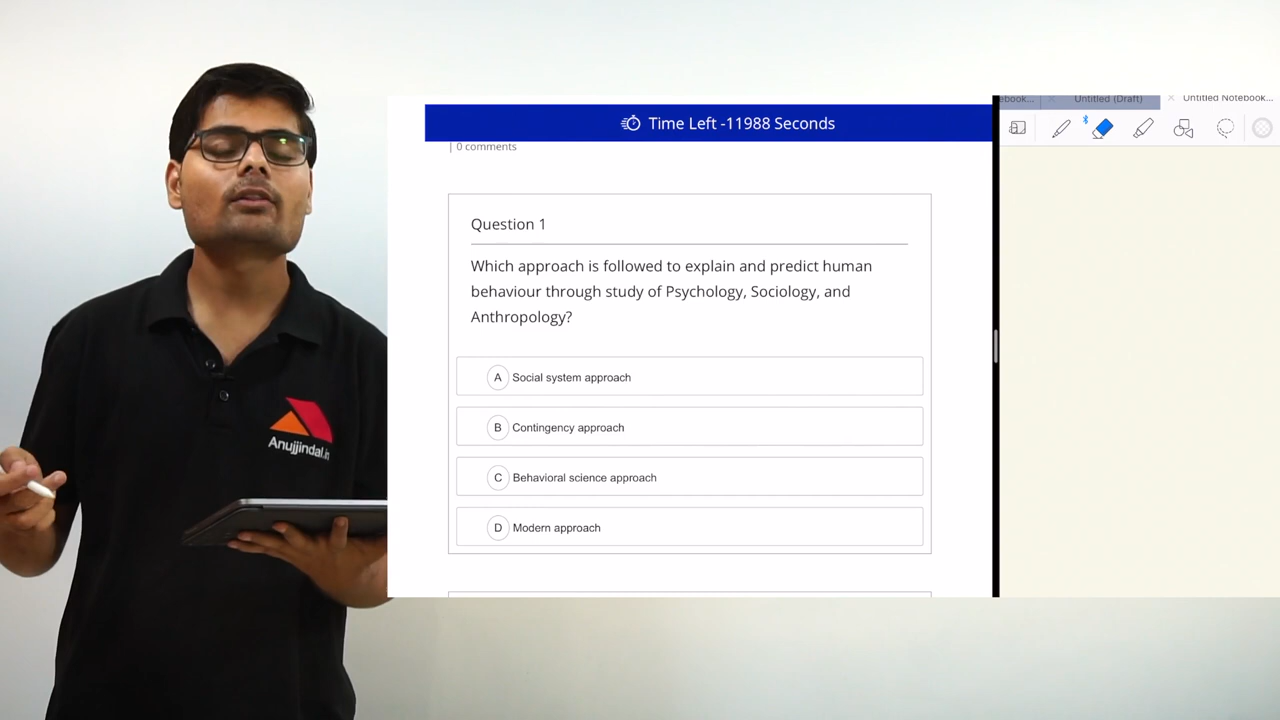 ebook...
Untitled (Draft)
Untitled Notebook...
Time Left -11988 Seconds
0 comments
Question 1
Which approach is followed to explain and predict human
behaviour through study of Psychology, Sociology, and
Anthropology?
A Social system approach
B Contingency approach
C Behavioral science approach
D Modern approach
Anujjindal.in